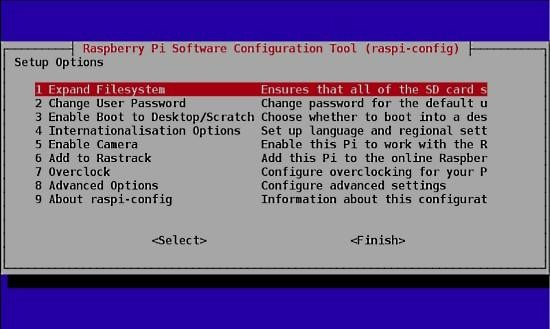 Raspberry Pi Software Configuration Tool (raspi-config)
Setup Options
1 Expand Filesystem Ensures that all of the SD card s
2 Change User Password Change password for the default u
3 Enable Boot to Desktop/Scratch Choose whether to boot into a des
4 Internationalisation Options Set up language and regional sett
5 Enable Camera Enable this Pi to work with the R
6 Add to Rastrack Add this Pi to the online Raspber
7 Overclock Configure overclocking for your P
8 Advanced Options Configure advanced settings
9 About raspi-config Information about this configurat
<Select> <Finish>